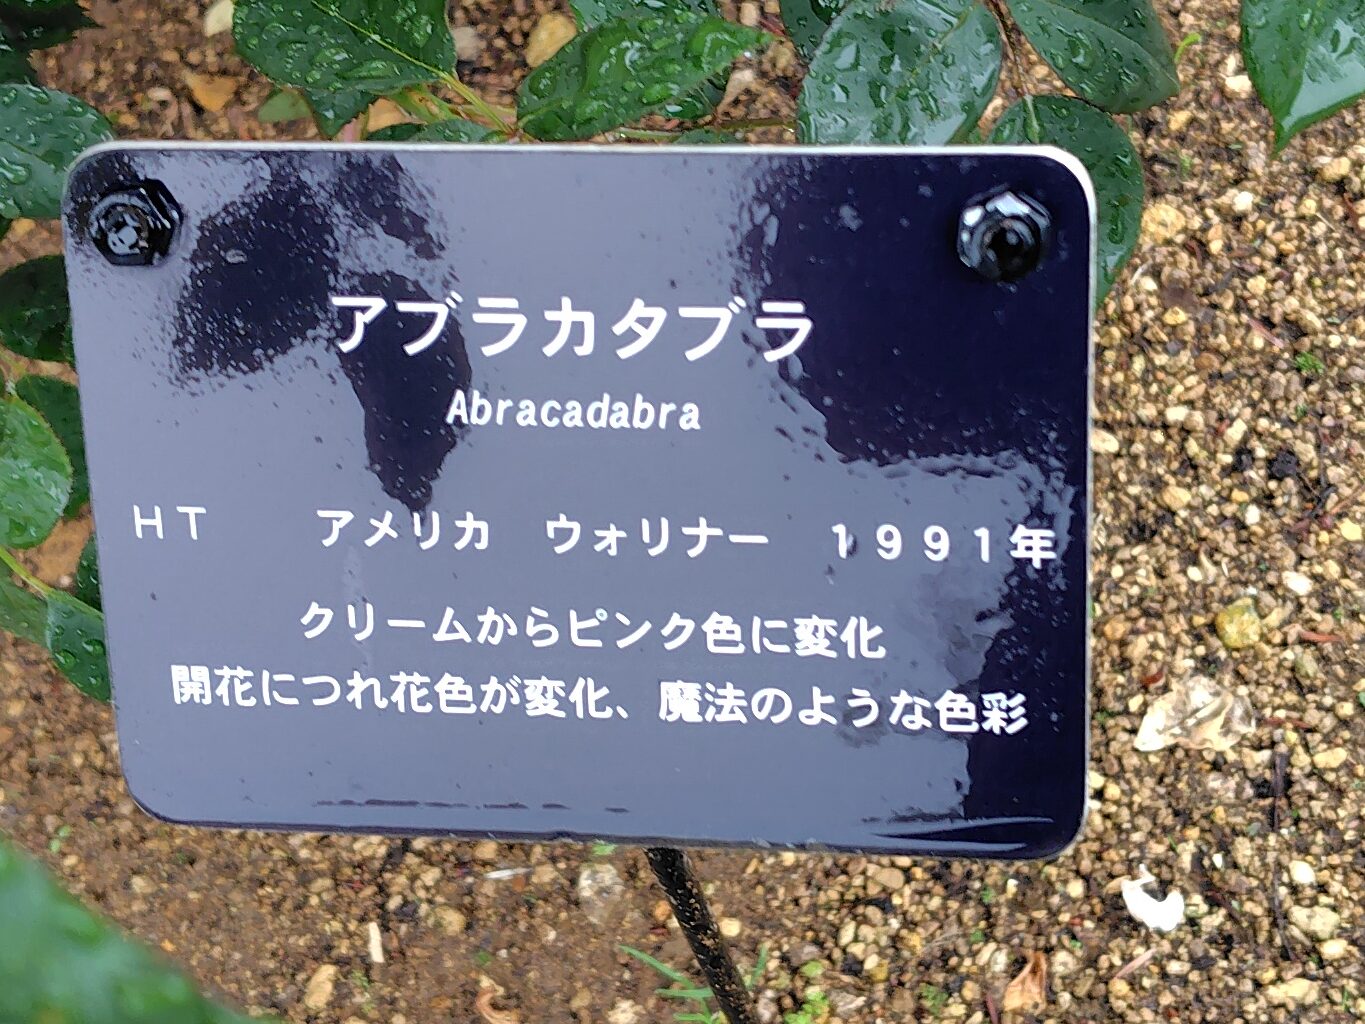 アブラカタブラ
Abracadabra
ＨＴ　アメリカ　ウォリナー　１９９１年
クリームからピンク色に変化
開花につれ花色が変化、魔法のような色彩